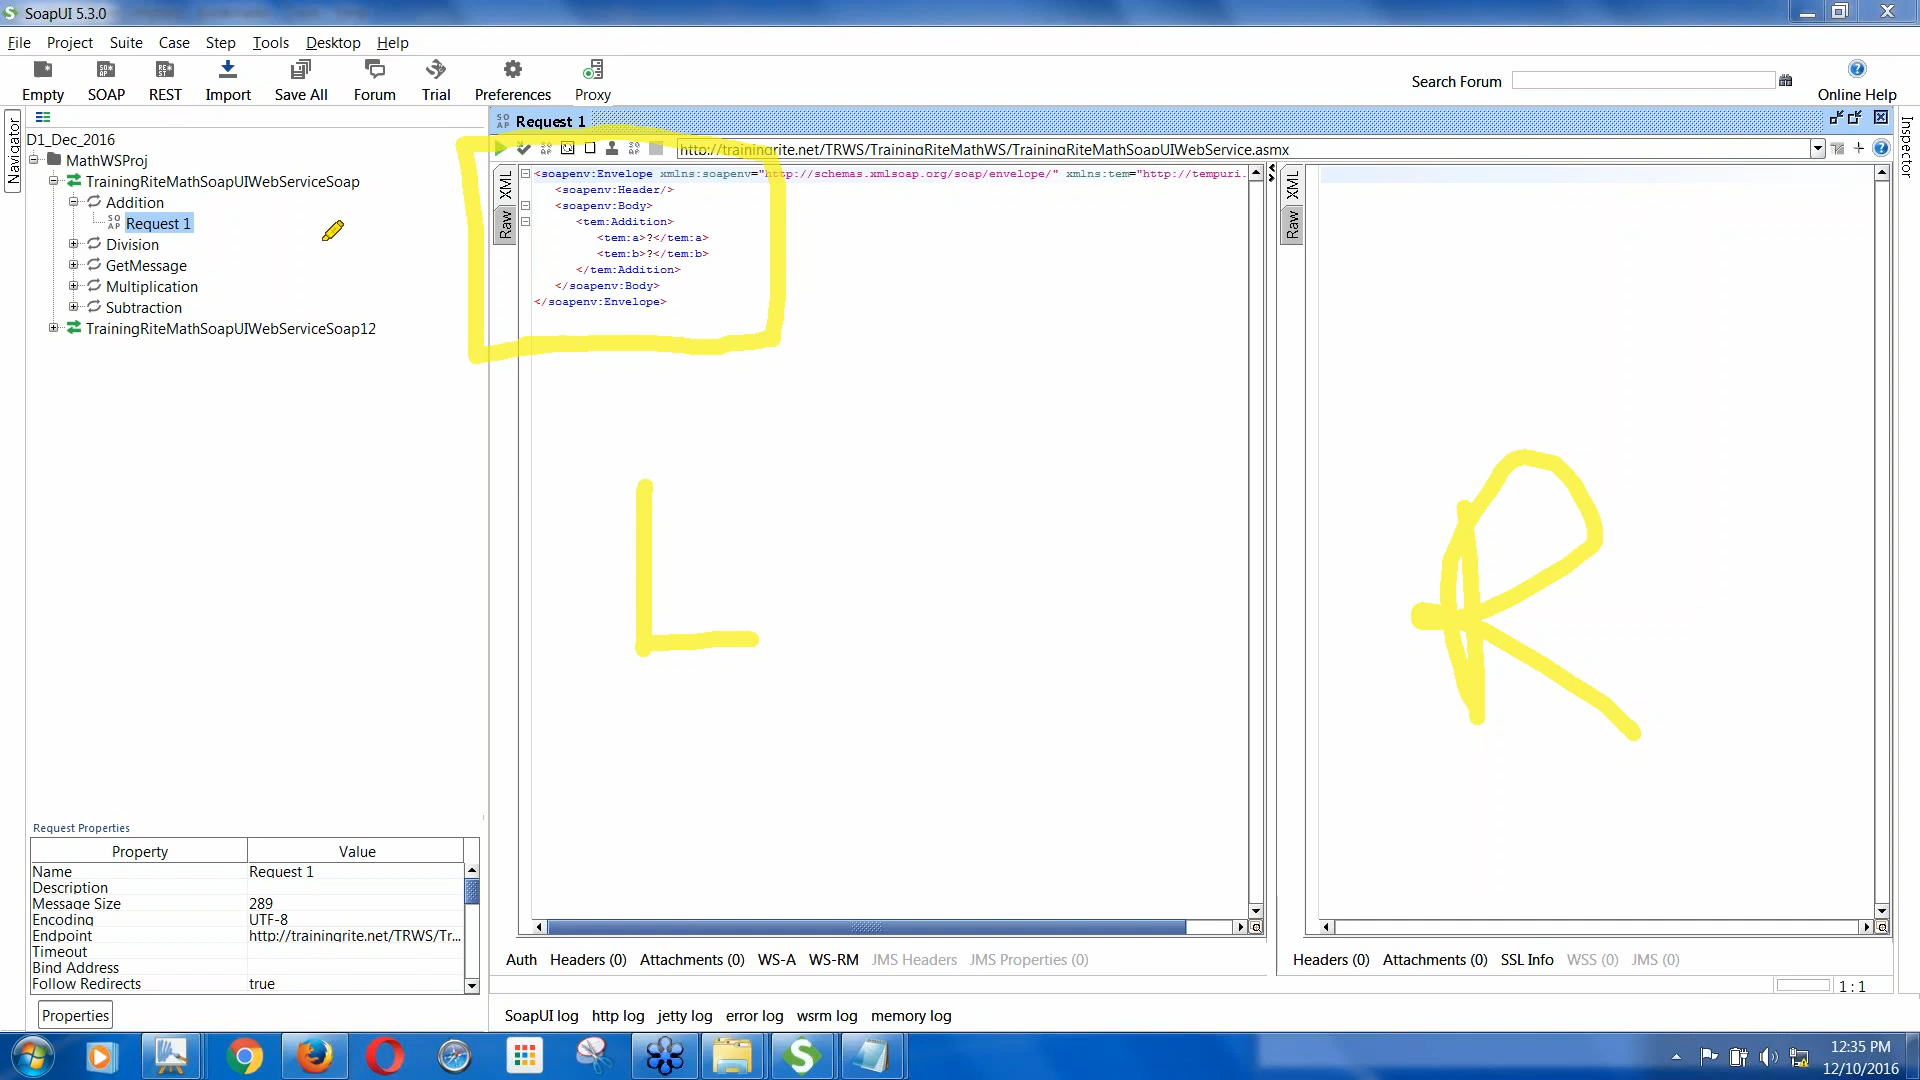 SoapUI 5.3.0
File Project Suite Case Step Tools Desktop Help
Empty SOAP REST Import Save All Forum Trial Preferences Proxy
Search Forum
Online Help
Navigator
D1_Dec_2016
MathWSProj
TrainingRiteMathSoapUIWebServiceSoap
Addition
Request 1
Division
GetMessage
Multiplication
Subtraction
TrainingRiteMathSoapUIWebServiceSoap12
Request 1
http://trainingrite.net/TRWS/TrainingRiteMathWS/TrainingRiteMathSoapUIWebService.asmx
XML
Raw
<soapenv:Envelope xmlns:soapenv="http://schemas.xmlsoap.org/soap/envelope/" xmlns:tem="http://tempuri.
<soapenv:Header/>
<soapenv:Body>
<tem:Addition>
<tem:a>?</tem:a>
<tem:b>?</tem:b>
</tem:Addition>
</soapenv:Body>
</soapenv:Envelope>
L
XML
Raw
R
Inspector
Request Properties
Property Value
Name Request 1
Description
Message Size 289
Encoding UTF-8
Endpoint http://trainingrite.net/TRWS/Tr...
Timeout
Bind Address
Follow Redirects true
Properties
Auth Headers (0) Attachments (0) WS-A WS-RM JMS Headers JMS Properties (0)
Headers (0) Attachments (0) SSL Info WSS (0) JMS (0)
1 : 1
SoapUI log http log jetty log error log wsrm log memory log
12:35 PM
12/10/2016